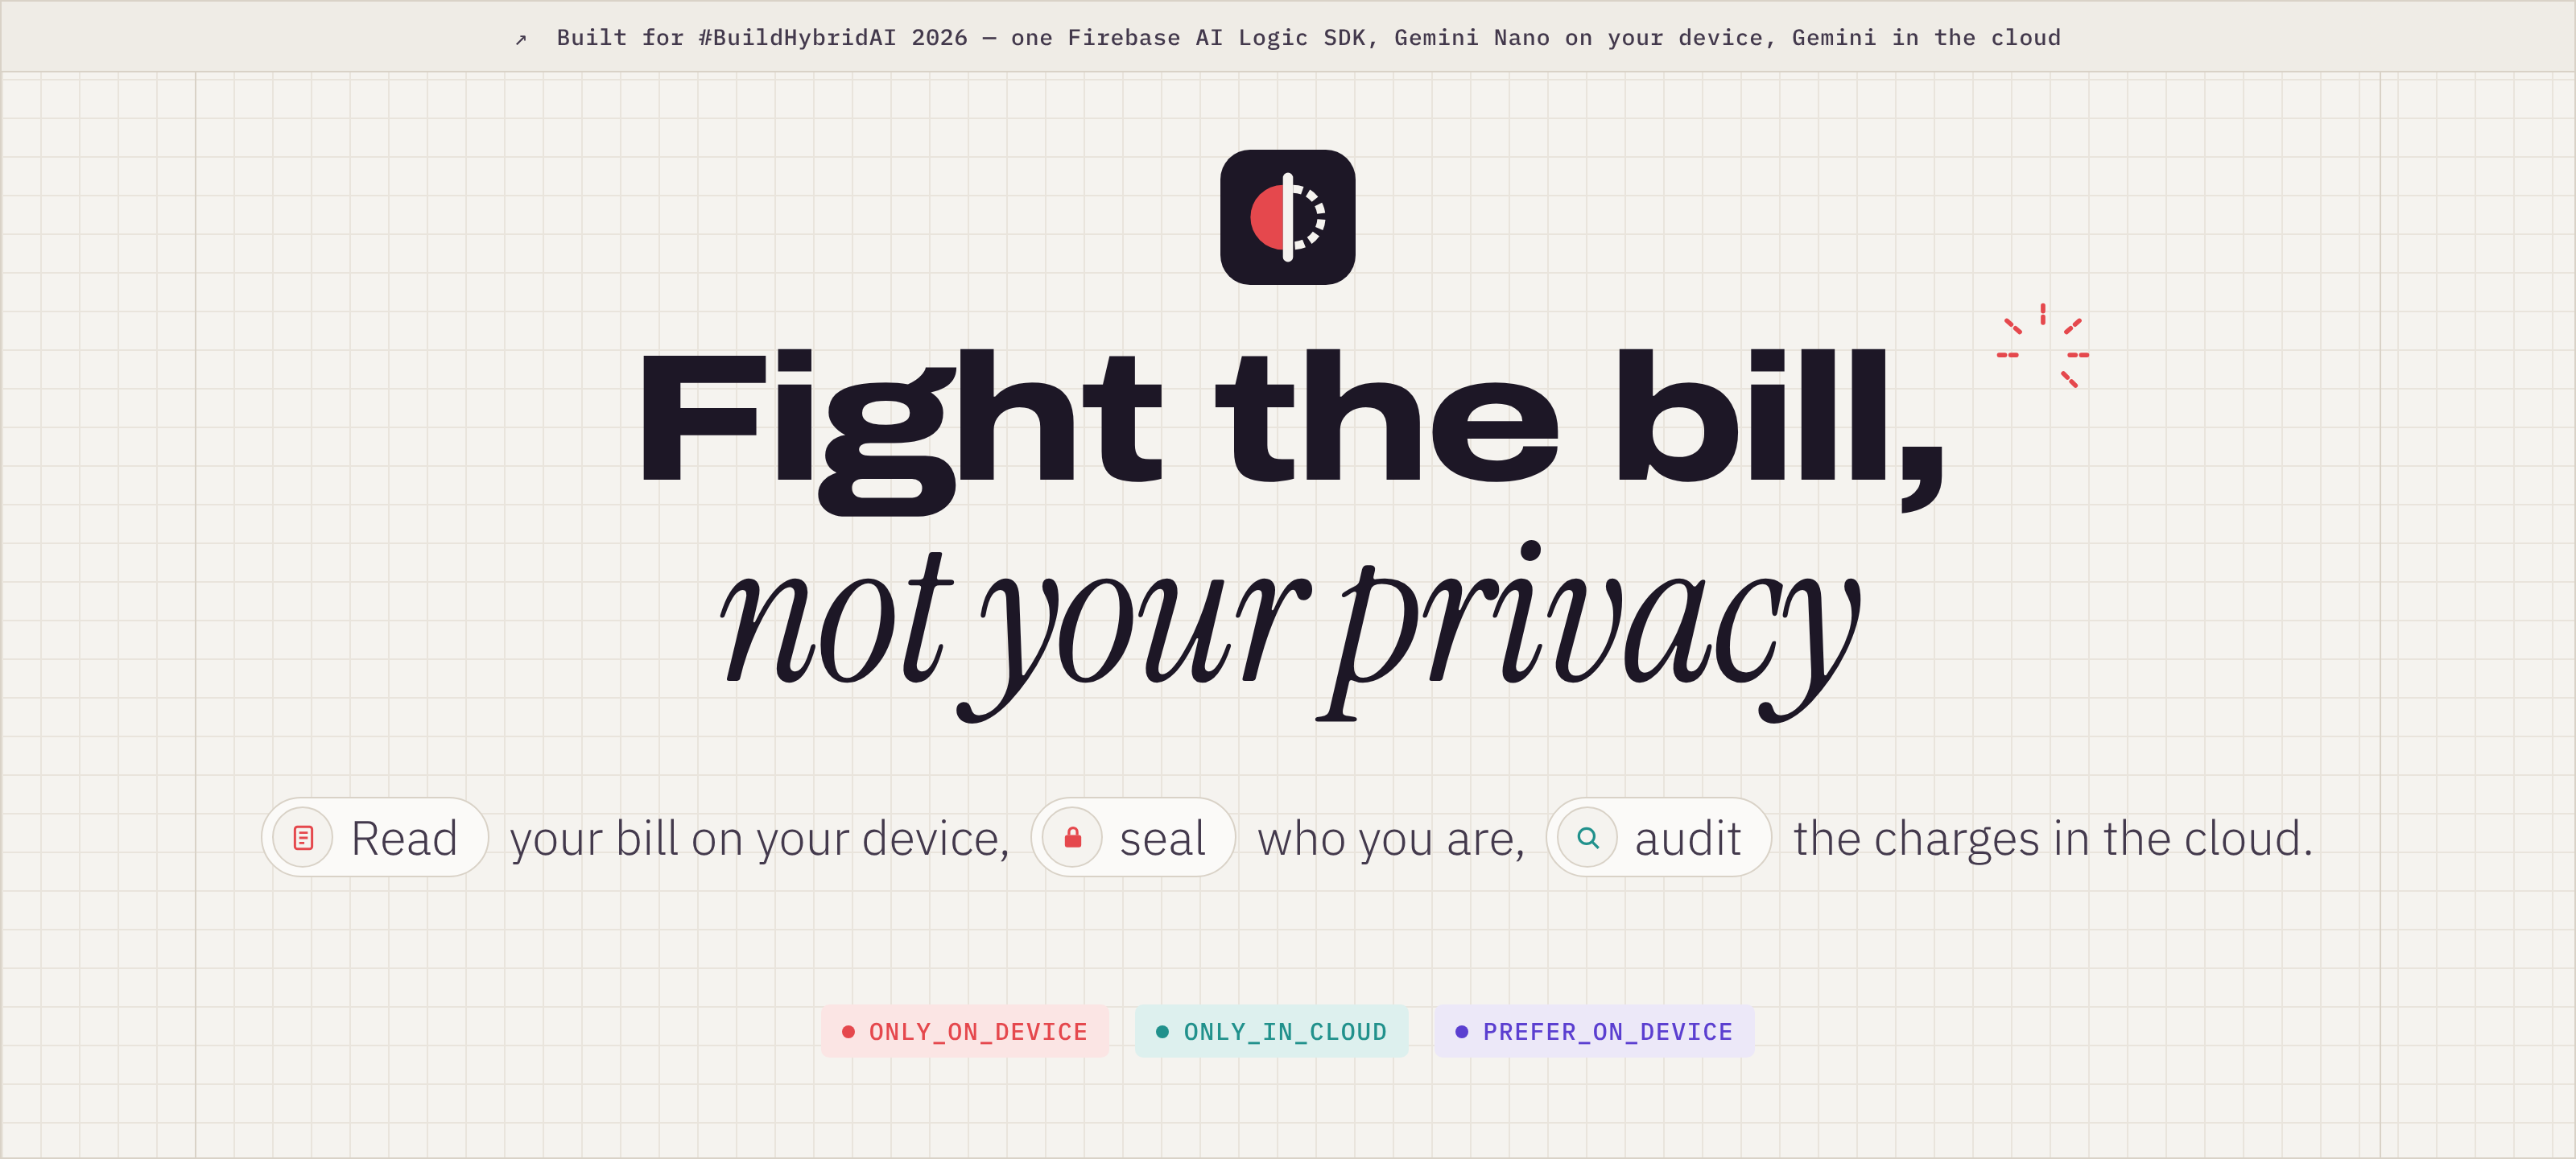 ↗ Built for #BuildHybridAI 2026 — one Firebase AI Logic SDK, Gemini Nano on your device, Gemini in the cloud
Fight the bill,
not your privacy
Read your bill on your device, seal who you are, audit the charges in the cloud.
ONLY_ON_DEVICE ONLY_IN_CLOUD PREFER_ON_DEVICE